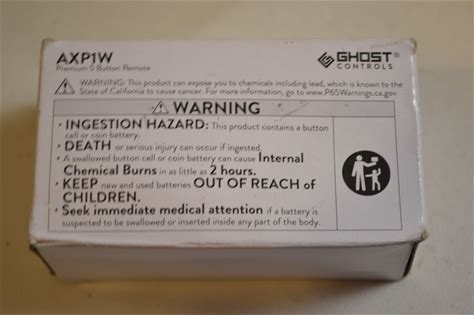 AXP1W
Premium 5 Button Remote
GHOST®
CONTROLS
⚠ WARNING: This product can expose you to chemicals including lead, which is known to the
State of California to cause cancer. For more information, go to www.P65Warnings.ca.gov
⚠ WARNING
• INGESTION HAZARD: This product contains a button
cell or coin battery.
• DEATH or serious injury can occur if ingested.
• A swallowed button cell or coin battery can cause Internal
Chemical Burns in as little as 2 hours.
• KEEP new and used batteries OUT OF REACH of
CHILDREN.
• Seek immediate medical attention if a battery is
suspected to be swallowed or inserted inside any part of the body.